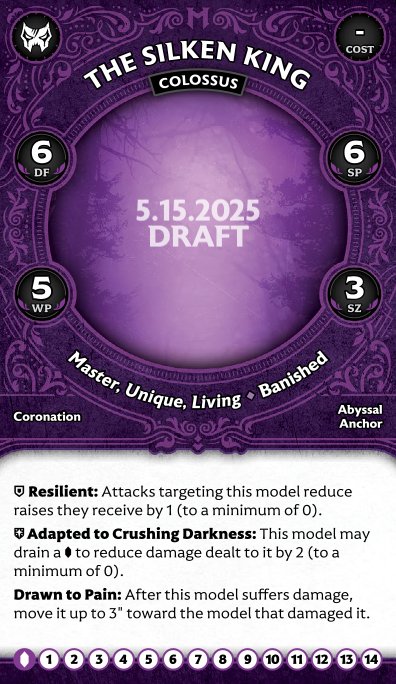 THE SILKEN KING
COLOSSUS
-
COST
6
DF
6
SP
5.15.2025
DRAFT
5
WP
3
SZ
Master, Unique, Living ◆ Banished
Coronation
Abyssal
Anchor
Resilient: Attacks targeting this model reduce
raises they receive by 1 (to a minimum of 0).
Adapted to Crushing Darkness: This model may
drain a to reduce damage dealt to it by 2 (to a
minimum of 0).
Drawn to Pain: After this model suffers damage,
move it up to 3" toward the model that damaged it.
1 2 3 4 5 6 7 8 9 10 11 12 13 14